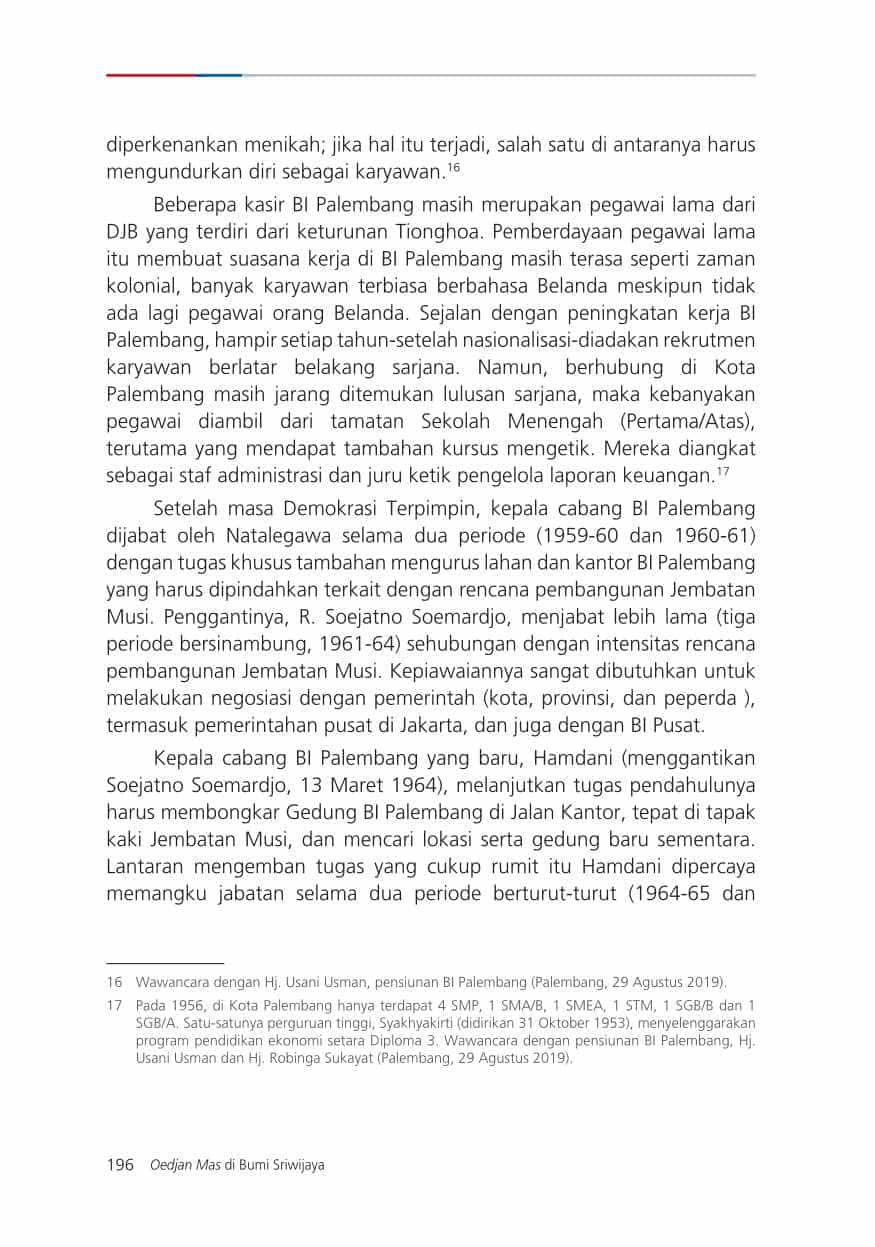 diperkenankan menikah; jika hal itu terjadi, salah satu di antaranya harus
mengundurkan diri sebagai karyawan.16
Beberapa kasir BI Palembang masih merupakan pegawai lama dari
DJB yang terdiri dari keturunan Tionghoa. Pemberdayaan pegawai lama
itu membuat suasana kerja di BI Palembang masih terasa seperti zaman
kolonial, banyak karyawan terbiasa berbahasa Belanda meskipun tidak
ada lagi pegawai orang Belanda. Sejalan dengan peningkatan kerja BI
Palembang, hampir setiap tahun-setelah nasionalisasi-diadakan rekrutmen
karyawan berlatar belakang sarjana. Namun, berhubung di Kota
Palembang masih jarang ditemukan lulusan sarjana, maka kebanyakan
pegawai diambil dari tamatan Sekolah Menengah (Pertama/Atas),
terutama yang mendapat tambahan kursus mengetik. Mereka diangkat
sebagai staf administrasi dan juru ketik pengelola laporan keuangan.17
Setelah masa Demokrasi Terpimpin, kepala cabang BI Palembang
dijabat oleh Natalegawa selama dua periode (1959-60 dan 1960-61)
dengan tugas khusus tambahan mengurus lahan dan kantor BI Palembang
yang harus dipindahkan terkait dengan rencana pembangunan Jembatan
Musi. Penggantinya, R. Soejatno Soemardjo, menjabat lebih lama (tiga
periode bersinambung, 1961-64) sehubungan dengan intensitas rencana
pembangunan Jembatan Musi. Kepiawaiannya sangat dibutuhkan untuk
melakukan negosiasi dengan pemerintah (kota, provinsi, dan peperda ),
termasuk pemerintahan pusat di Jakarta, dan juga dengan BI Pusat.
Kepala cabang BI Palembang yang baru, Hamdani (menggantikan
Soejatno Soemardjo, 13 Maret 1964), melanjutkan tugas pendahulunya
harus membongkar Gedung BI Palembang di Jalan Kantor, tepat di tapak
kaki Jembatan Musi, dan mencari lokasi serta gedung baru sementara.
Lantaran mengemban tugas yang cukup rumit itu Hamdani dipercaya
memangku jabatan selama dua periode berturut-turut (1964-65 dan
16 Wawancara dengan Hj. Usani Usman, pensiunan BI Palembang (Palembang, 29 Agustus 2019).
17 Pada 1956, di Kota Palembang hanya terdapat 4 SMP, 1 SMA/B, 1 SMEA, 1 STM, 1 SGB/B dan 1
SGB/A. Satu-satunya perguruan tinggi, Syakhyakirti (didirikan 31 Oktober 1953), menyelenggarakan
program pendidikan ekonomi setara Diploma 3. Wawancara dengan pensiunan BI Palembang, Hj.
Usani Usman dan Hj. Robinga Sukayat (Palembang, 29 Agustus 2019).
196 Oedjan Mas di Bumi Sriwijaya